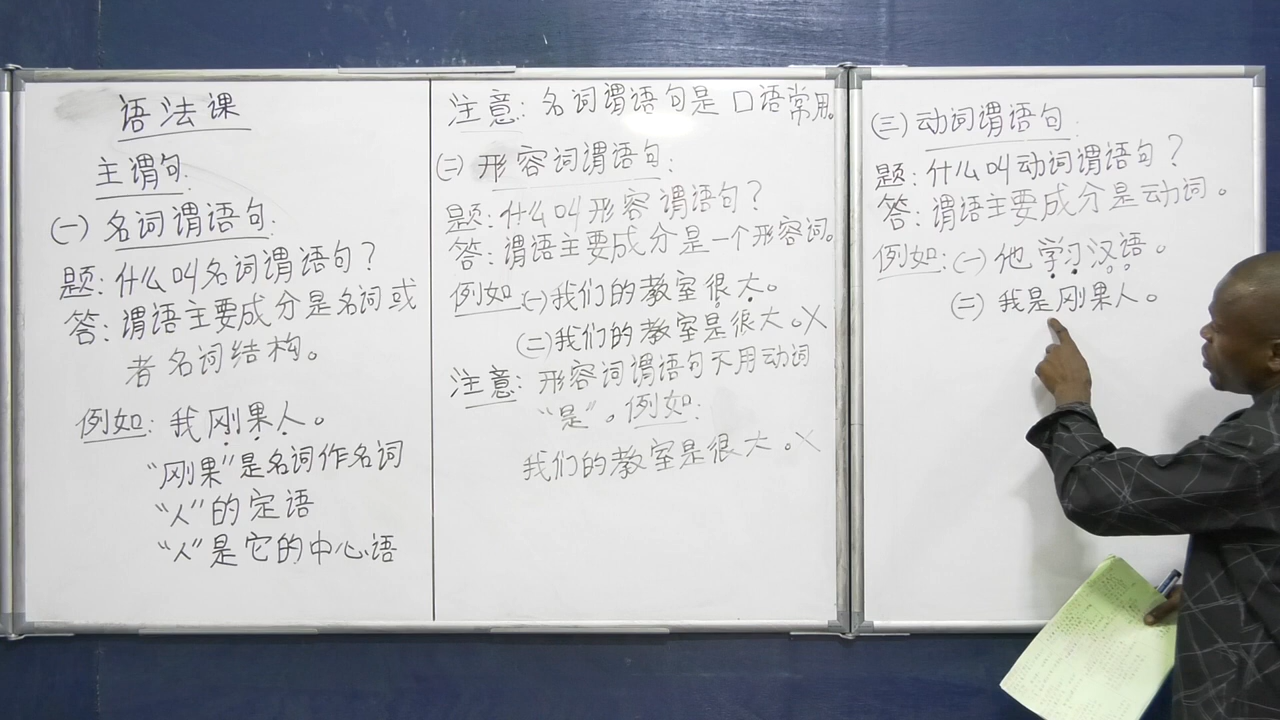 语法课
主谓句:
(一) 名词谓语句:
题: 什么叫名词谓语句?
答: 谓语主要成分是名词或
者名词结构。
例如: 我刚果人。
“刚果”是名词作名词
“人”的定语
“人”是它的中心语
注意: 名词谓语句是口语常用。
(二) 形容词谓语句:
题: 什么叫形容谓语句?
答: 谓语主要成分是一个形容词。
例如 (一) 我们的教室很大。
(二) 我们的教室是很大。X
注意: 形容词谓语句不用动词
“是”。例如:
我们的教室是很大。X
(三) 动词谓语句:
题: 什么叫动词谓语句?
答: 谓语主要成分是动词。
例如: (一) 他学习汉语。
(二) 我是刚果人。